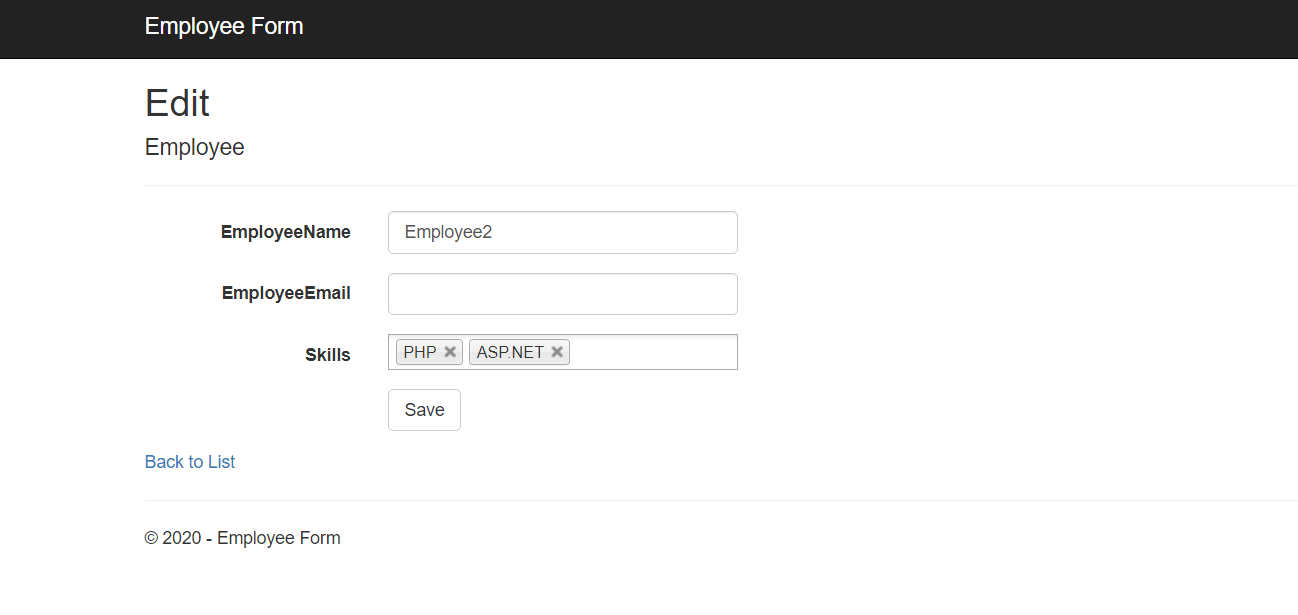 Employee Form
Edit
Employee
EmployeeName Employee2
EmployeeEmail
Skills PHP ASP.NET
Save
Back to List
© 2020 - Employee Form